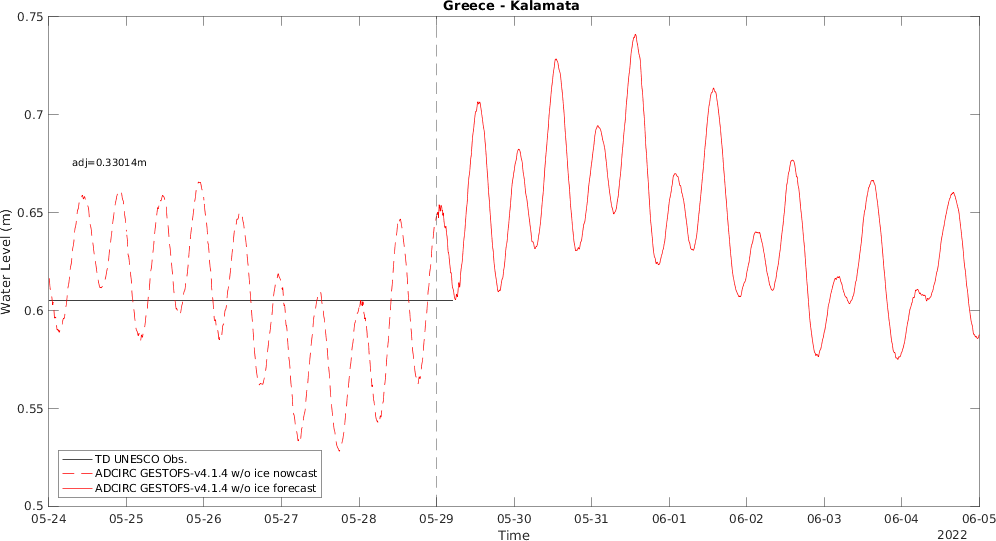 Greece - Kalamata
0.75
0.7
0.65
0.6
0.55
0.5
Water Level (m)
adj=0.33014m
TD UNESCO Obs.
ADCIRC GESTOFS-v4.1.4 w/o ice nowcast
ADCIRC GESTOFS-v4.1.4 w/o ice forecast
05-24 05-25 05-26 05-27 05-28 05-29 05-30 05-31 06-01 06-02 06-03 06-04 06-05
Time
2022